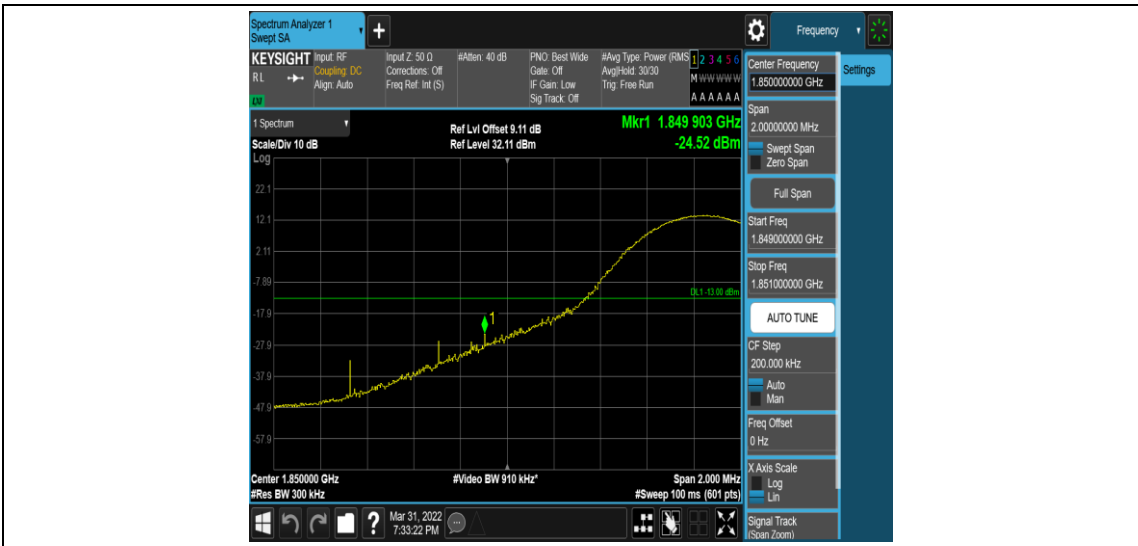 Spectrum Analyzer 1
Swept SA
+
Frequency
KEYSIGHT
R L
LXI
Input: RF
Coupling: DC
Align: Auto
Input Z: 50 Ω
Corrections: Off
Freq Ref: Int (S)
#Atten: 40 dB
PNO: Best Wide
Gate: Off
IF Gain: Low
Sig Track: Off
#Avg Type: Power (RMS
Avg|Hold: 30/30
Trig: Free Run
1 2 3 4 5 6
M W W W W W
A A A A A A
Center Frequency
1.850000000 GHz
Settings
Span
2.00000000 MHz
Swept Span
Zero Span
Full Span
Start Freq
1.849000000 GHz
Stop Freq
1.851000000 GHz
AUTO TUNE
CF Step
200.000 kHz
Auto
Man
Freq Offset
0 Hz
X Axis Scale
Log
Lin
Signal Track
(Span Zoom)
1 Spectrum
Scale/Div 10 dB
Ref Lvl Offset 9.11 dB
Ref Level 32.11 dBm
Mkr1 1.849 903 GHz
-24.52 dBm
Log
22.1
12.1
2.11
-7.89
DL1 -13.00 dBm
-17.9
1
-27.9
-37.9
-47.9
-57.9
Center 1.850000 GHz
#Video BW 910 kHz*
Span 2.000 MHz
#Res BW 300 kHz
#Sweep 100 ms (601 pts)
?
Mar 31, 2022
7:33:22 PM